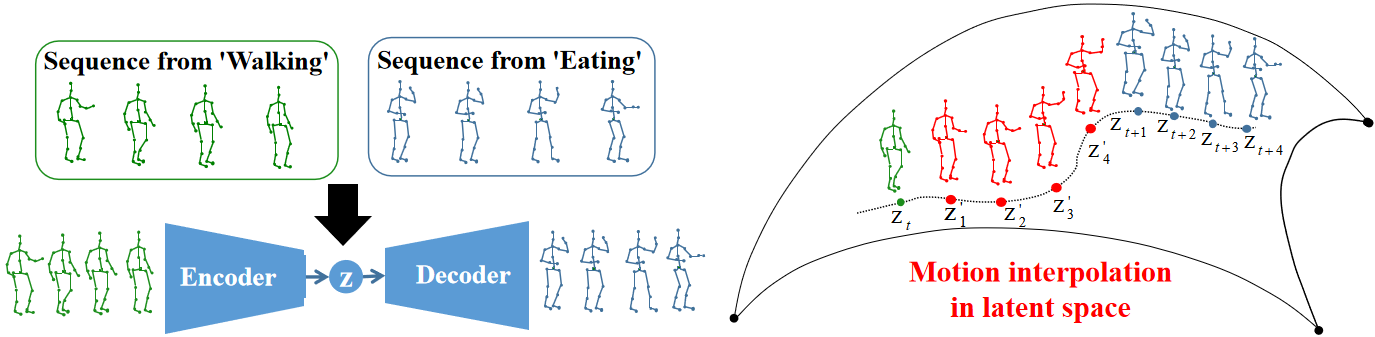 Sequence from 'Walking'
Sequence from 'Eating'
Encoder
z
Decoder
z_t
z'_1
z'_2
z'_3
z'_4
z_{t+1}
z_{t+2}
z_{t+3}
z_{t+4}
Motion interpolation
in latent space